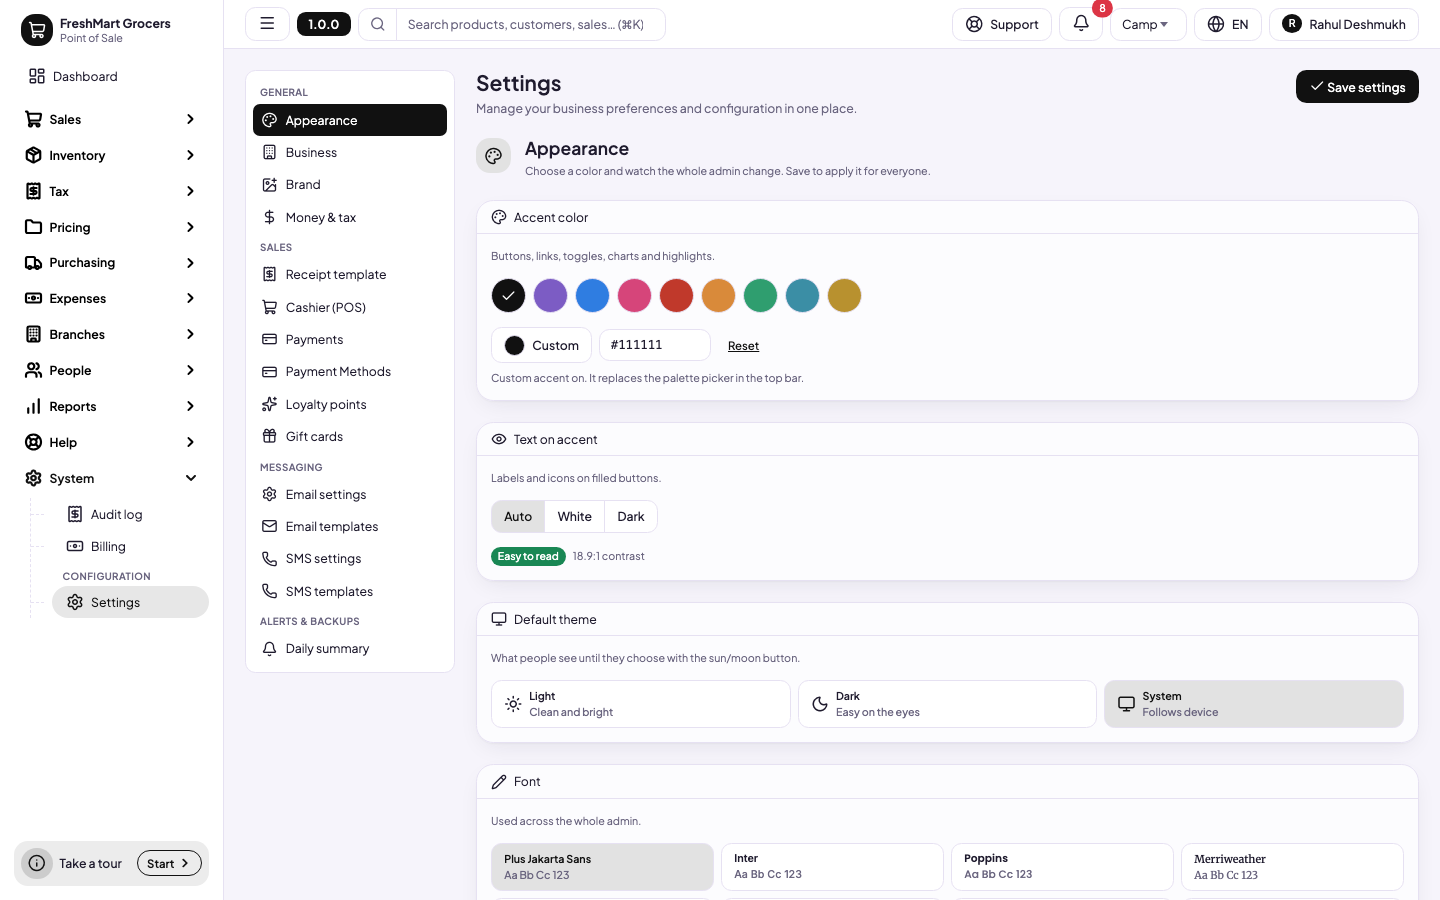 FreshMart Grocers
Point of Sale
Dashboard
Sales
Inventory
Tax
Pricing
Purchasing
Expenses
Branches
People
Reports
Help
System
Audit log
Billing
CONFIGURATION
Settings
Take a tour
Start
1.0.0
Search products, customers, sales... (⌘K)
Support
8
Camp
EN
R
Rahul Deshmukh
GENERAL
Appearance
Business
Brand
Money & tax
SALES
Receipt template
Cashier (POS)
Payments
Payment Methods
Loyalty points
Gift cards
MESSAGING
Email settings
Email templates
SMS settings
SMS templates
ALERTS & BACKUPS
Daily summary
Settings
Manage your business preferences and configuration in one place.
Save settings
Appearance
Choose a color and watch the whole admin change. Save to apply it for everyone.
Accent color
Buttons, links, toggles, charts and highlights.
Custom
#111111
Reset
Custom accent on. It replaces the palette picker in the top bar.
Text on accent
Labels and icons on filled buttons.
Auto
White
Dark
Easy to read
18.9:1 contrast
Default theme
What people see until they choose with the sun/moon button.
Light
Clean and bright
Dark
Easy on the eyes
System
Follows device
Font
Used across the whole admin.
Plus Jakarta Sans
Aa Bb Cc 123
Inter
Aa Bb Cc 123
Poppins
Aa Bb Cc 123
Merriweather
Aa Bb Cc 123